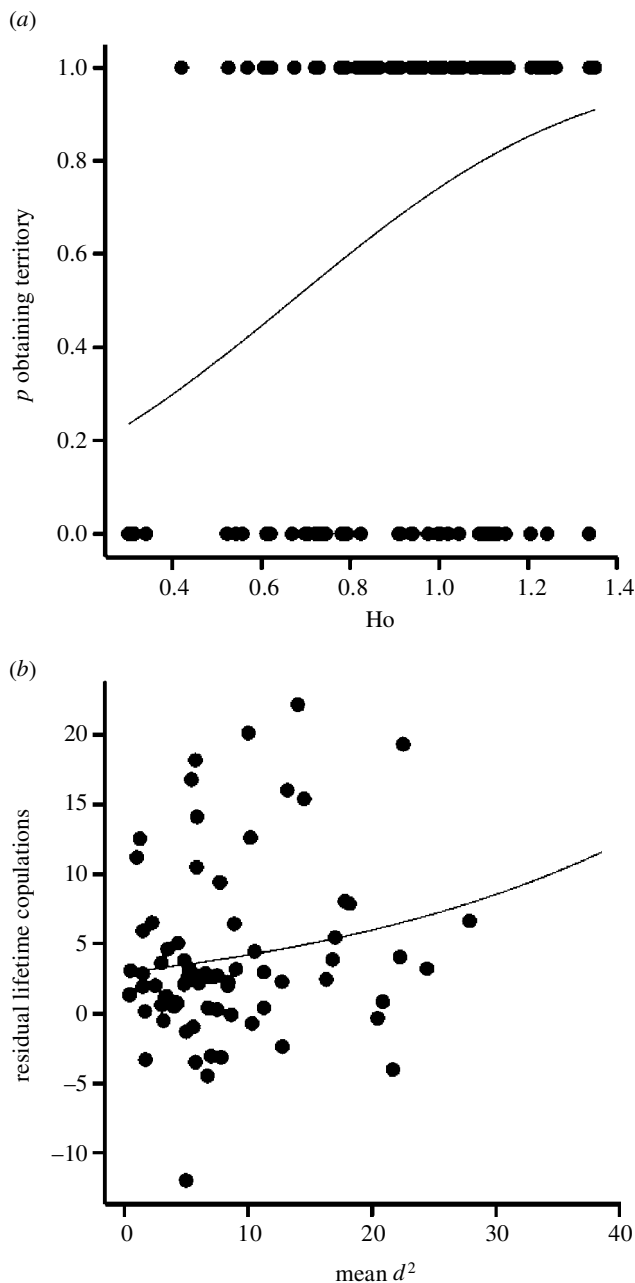 (a)
1.0
0.8
0.6
0.4
0.2
0.0
p obtaining territory
0.4 0.6 0.8 1.0 1.2 1.4
Ho
(b)
20
15
10
5
0
–5
–10
residual lifetime copulations
0 10 20 30 40
mean d²